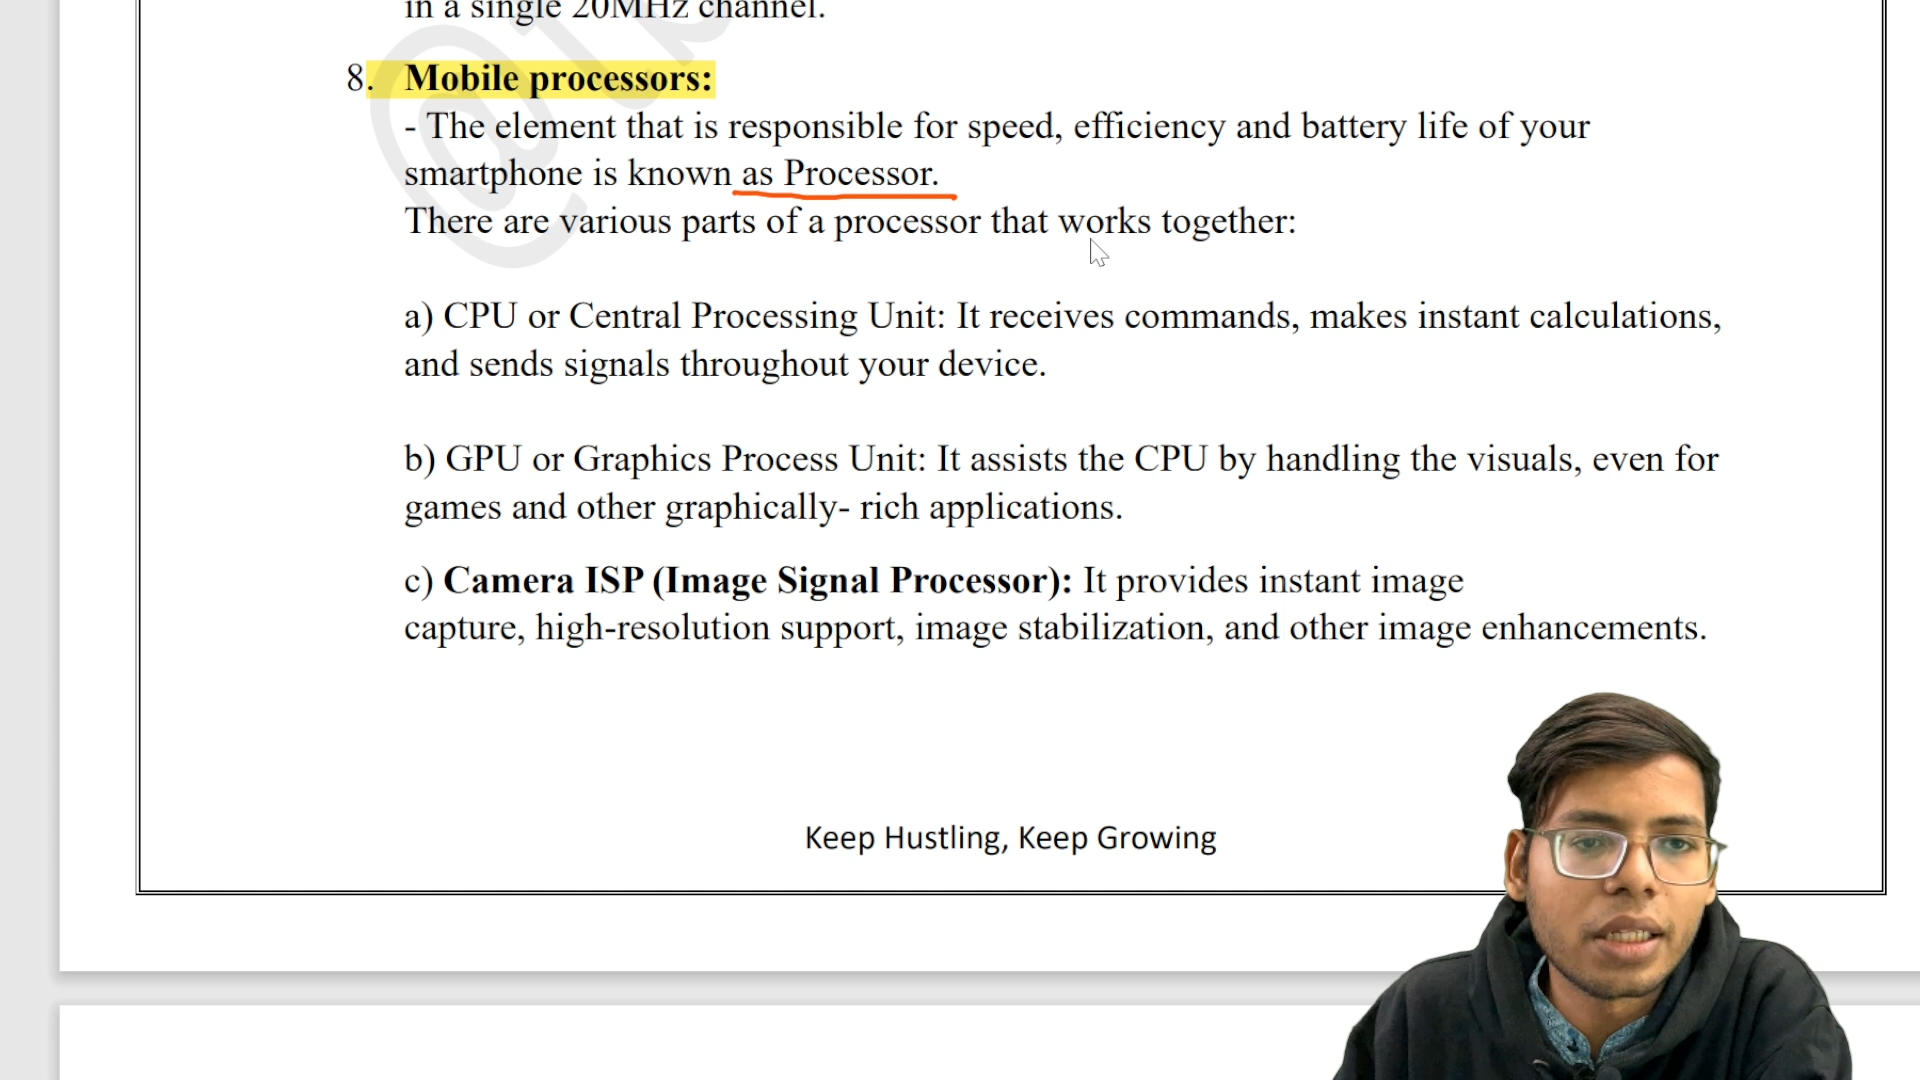 in a single 20MHz channel.
8. Mobile processors:
- The element that is responsible for speed, efficiency and battery life of your
smartphone is known as Processor.
There are various parts of a processor that works together:
a) CPU or Central Processing Unit: It receives commands, makes instant calculations,
and sends signals throughout your device.
b) GPU or Graphics Process Unit: It assists the CPU by handling the visuals, even for
games and other graphically- rich applications.
c) Camera ISP (Image Signal Processor): It provides instant image
capture, high-resolution support, image stabilization, and other image enhancements.
Keep Hustling, Keep Growing